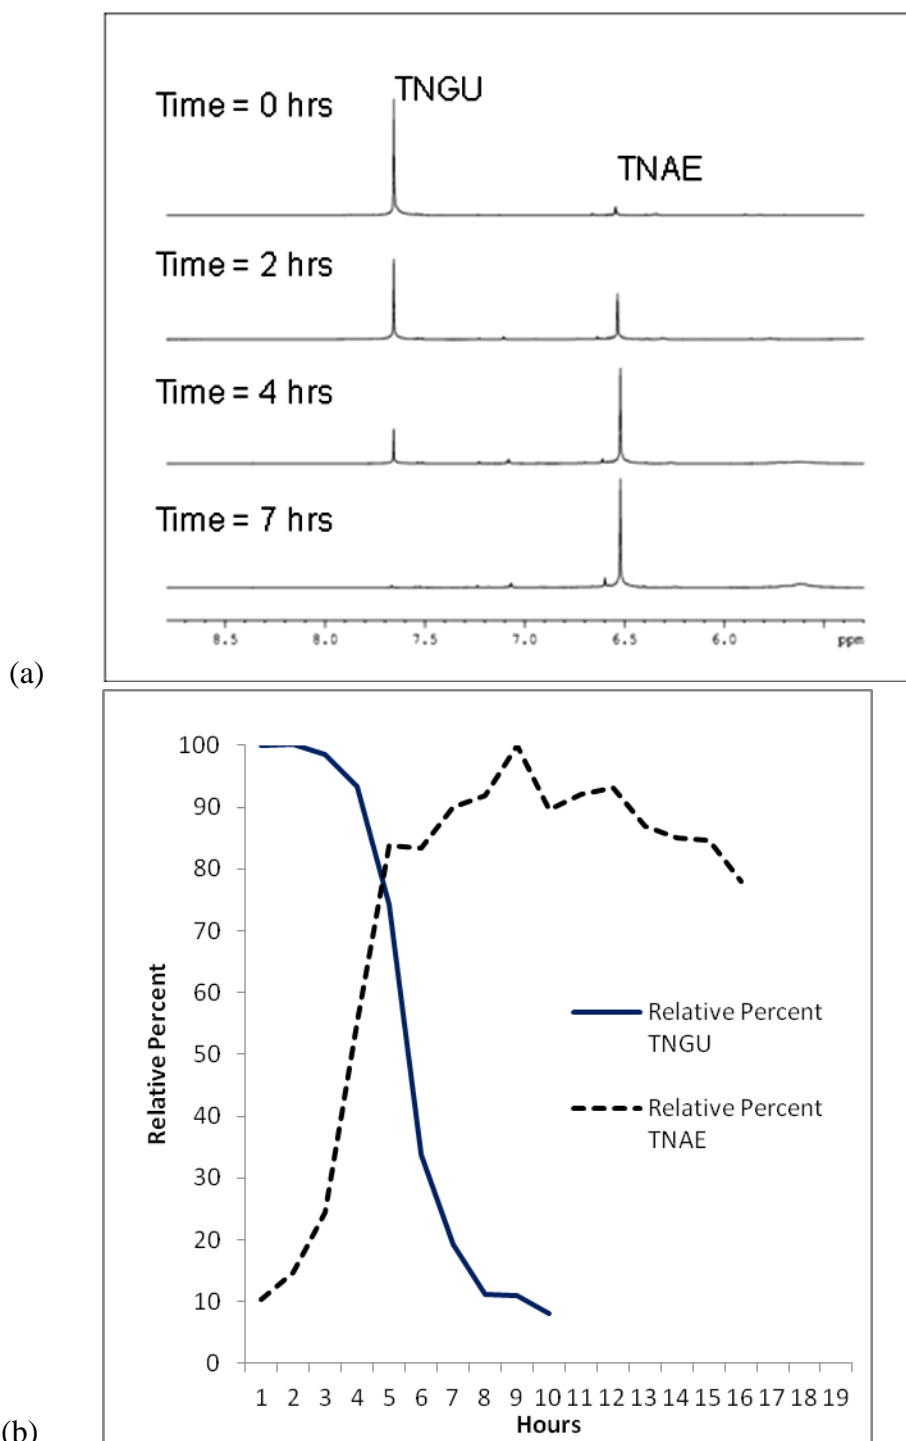 TNGU
Time = 0 hrs
TNAE
Time = 2 hrs
Time = 4 hrs
Time = 7 hrs
8.5 8.0 7.5 7.0 6.5 6.0 ppm
(a)
100
90
80
70
60
50
40
30
20
10
0
Relative Percent
Relative Percent
TNGU
Relative Percent
TNAE
1 2 3 4 5 6 7 8 9 10 11 12 13 14 15 16 17 18 19
Hours
(b)